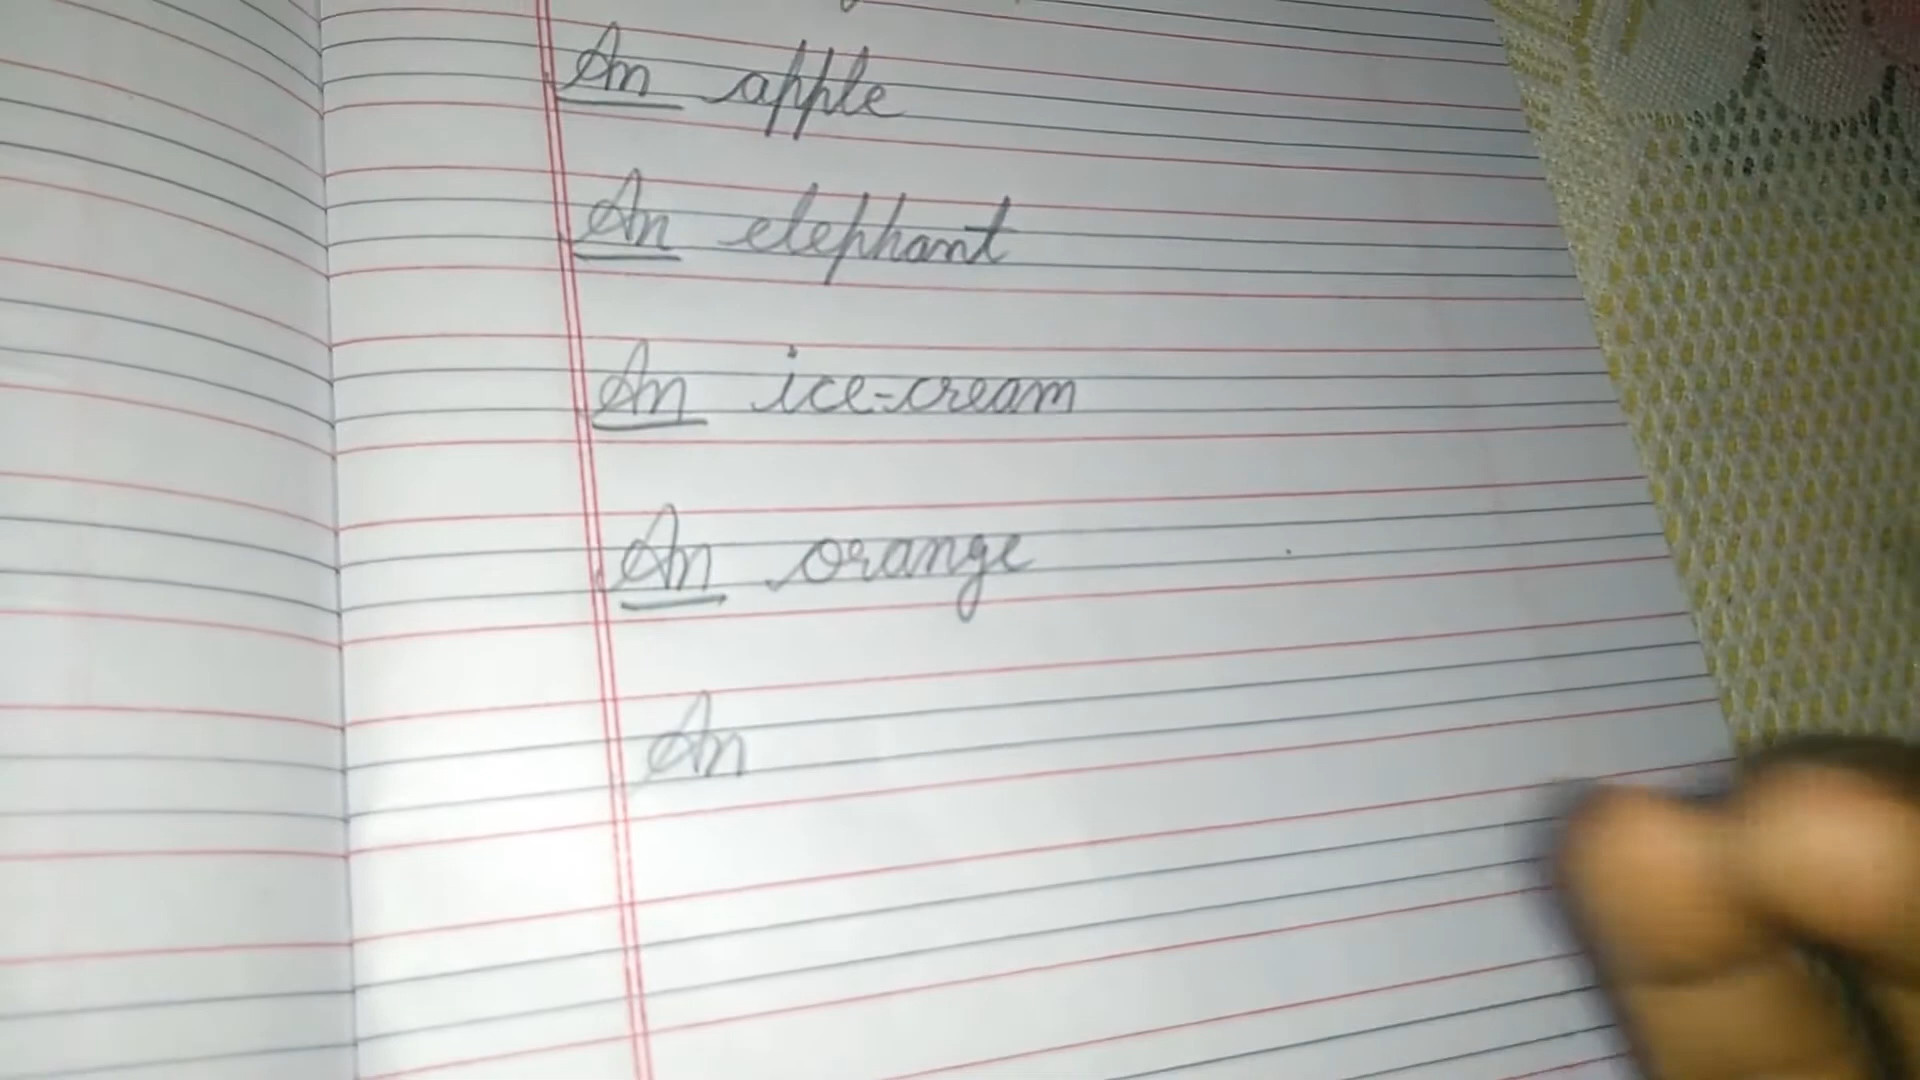 An apple
An elephant
An ice-cream
An orange
An